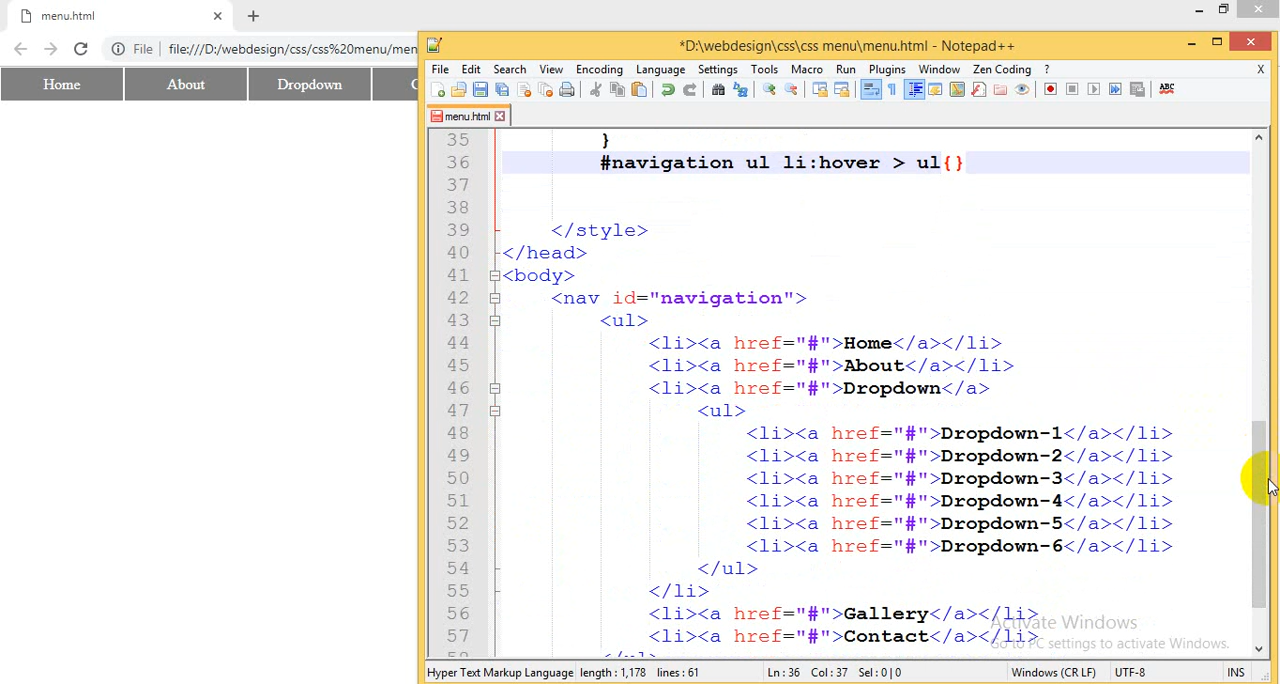 menu.html
File file:///D:/webdesign/css/css%20menu/men
Home About Dropdown
*D:\webdesign\css\css menu\menu.html - Notepad++
File Edit Search View Encoding Language Settings Tools Macro Run Plugins Window Zen Coding ? X
menu.html
35 }
36 #navigation ul li:hover > ul{}
37
38
39 </style>
40 </head>
41 <body>
42 <nav id="navigation">
43 <ul>
44 <li><a href="#">Home</a></li>
45 <li><a href="#">About</a></li>
46 <li><a href="#">Dropdown</a>
47 <ul>
48 <li><a href="#">Dropdown-1</a></li>
49 <li><a href="#">Dropdown-2</a></li>
50 <li><a href="#">Dropdown-3</a></li>
51 <li><a href="#">Dropdown-4</a></li>
52 <li><a href="#">Dropdown-5</a></li>
53 <li><a href="#">Dropdown-6</a></li>
54 </ul>
55 </li>
56 <li><a href="#">Gallery</a></li>
57 <li><a href="#">Contact</a></li>
Activate Windows
Go to PC settings to activate Windows.
Hyper Text Markup Language length : 1,178 lines : 61 Ln : 36 Col : 37 Sel : 0 | 0 Windows (CR LF) UTF-8 INS